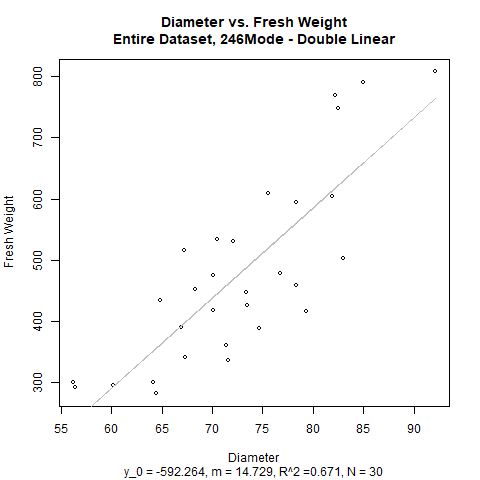 Diameter vs. Fresh Weight
Entire Dataset, 246Mode - Double Linear
Fresh Weight
800
700
600
500
400
300
55 60 65 70 75 80 85 90
Diameter
y_0 = -592.264, m = 14.729, R^2 =0.671, N = 30